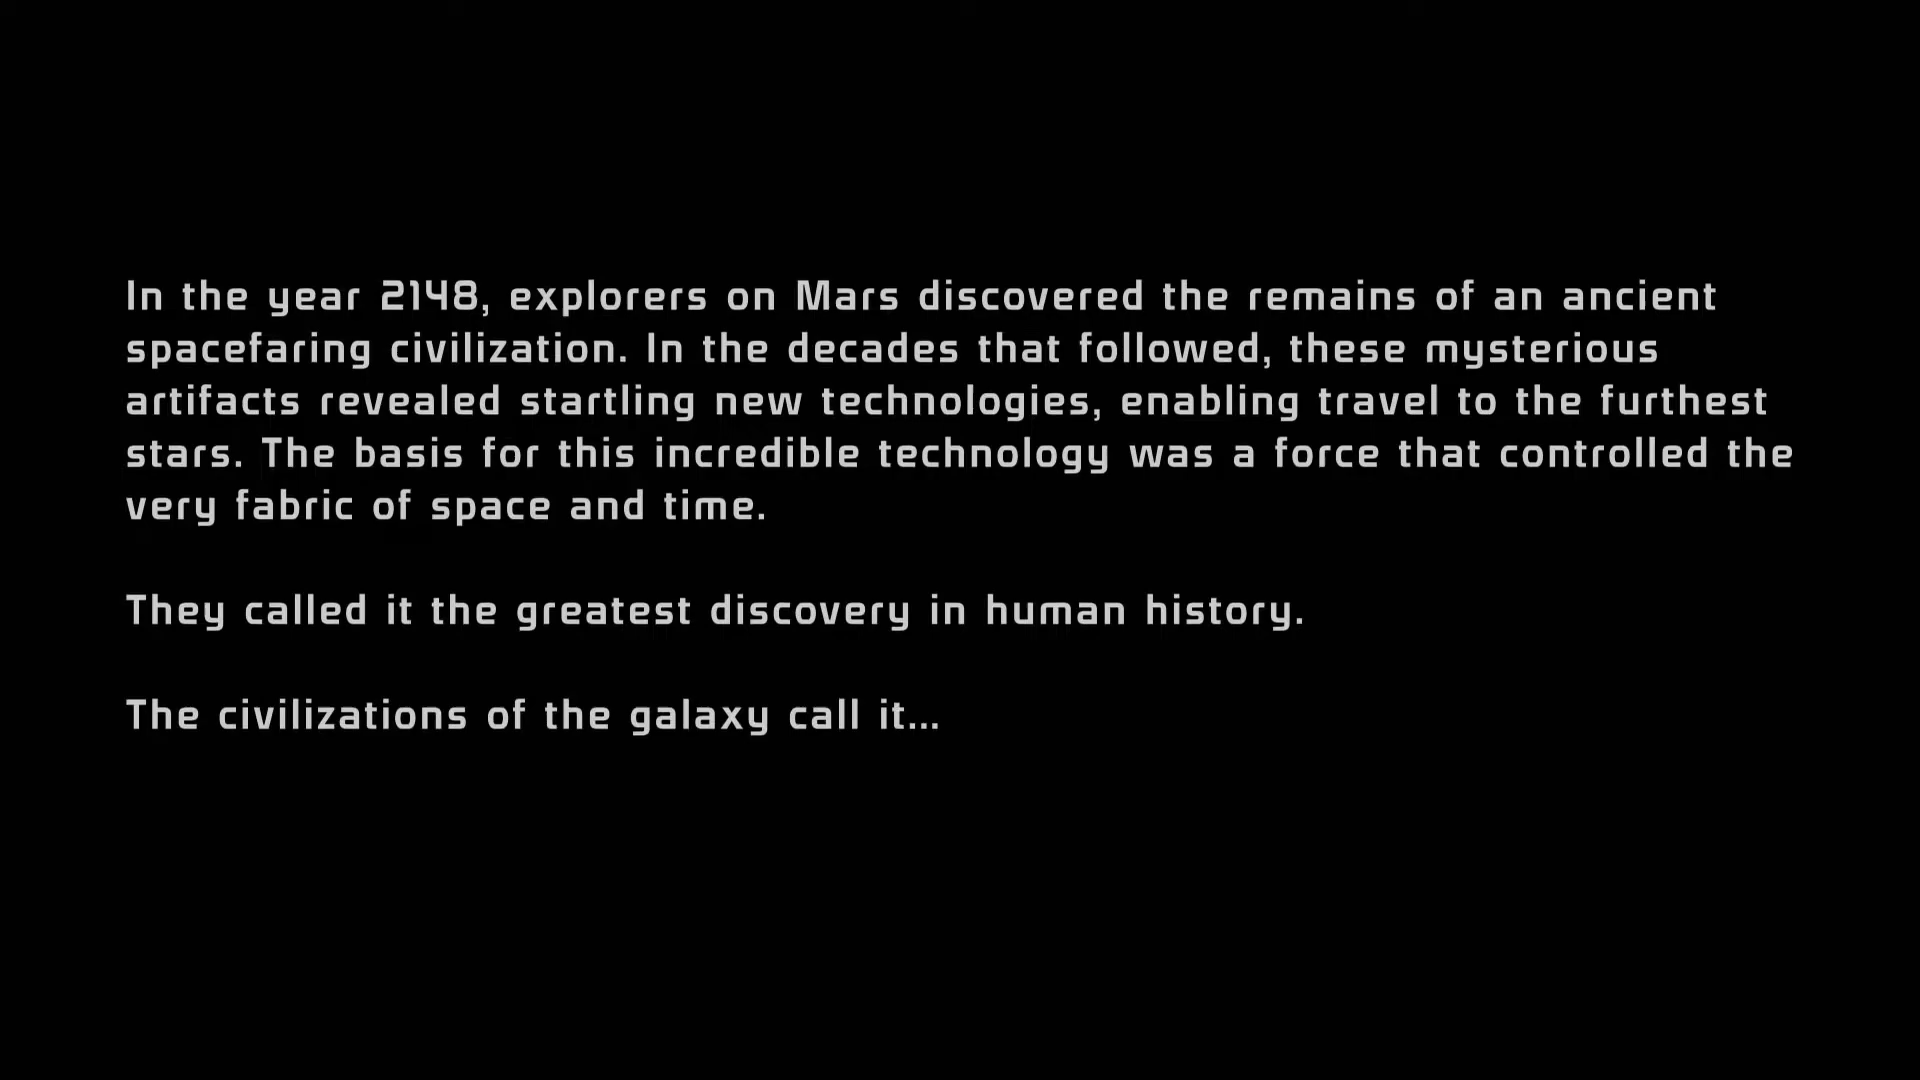 In the year 2148, explorers on Mars discovered the remains of an ancient
spacefaring civilization. In the decades that followed, these mysterious
artifacts revealed startling new technologies, enabling travel to the furthest
stars. The basis for this incredible technology was a force that controlled the
very fabric of space and time.
They called it the greatest discovery in human history.
The civilizations of the galaxy call it...